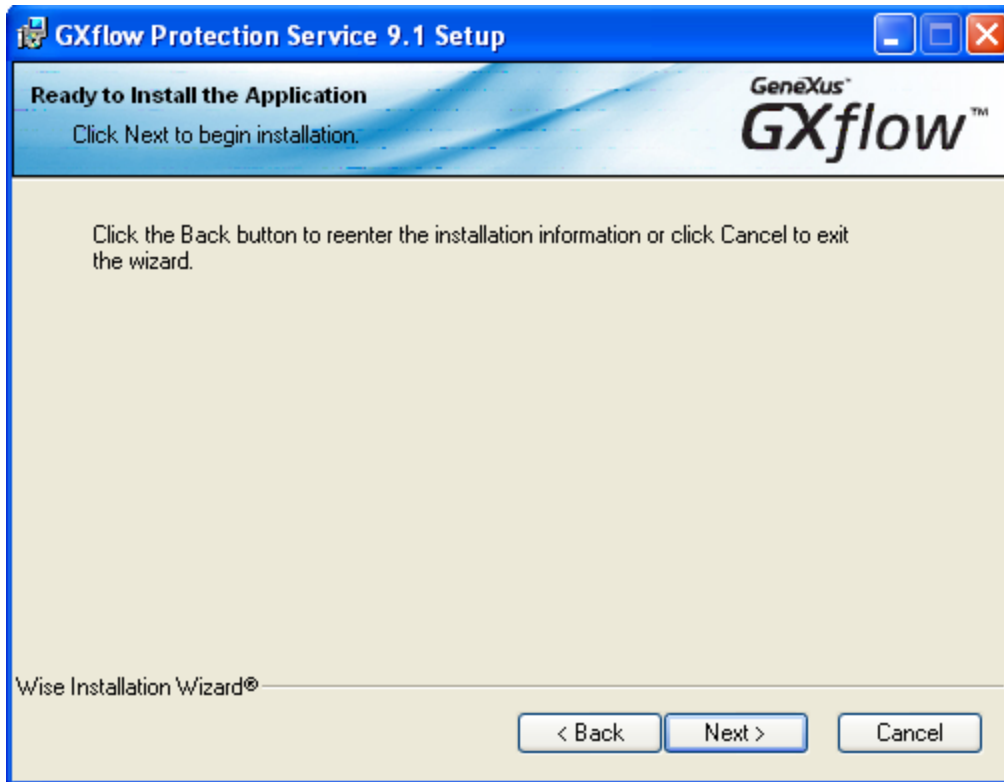 GXflow Protection Service 9.1 Setup
Ready to Install the Application
Click Next to begin installation.
GeneXus™
GXflow™
Click the Back button to reenter the installation information or click Cancel to exit
the wizard.
Wise Installation Wizard®
< Back
Next >
Cancel